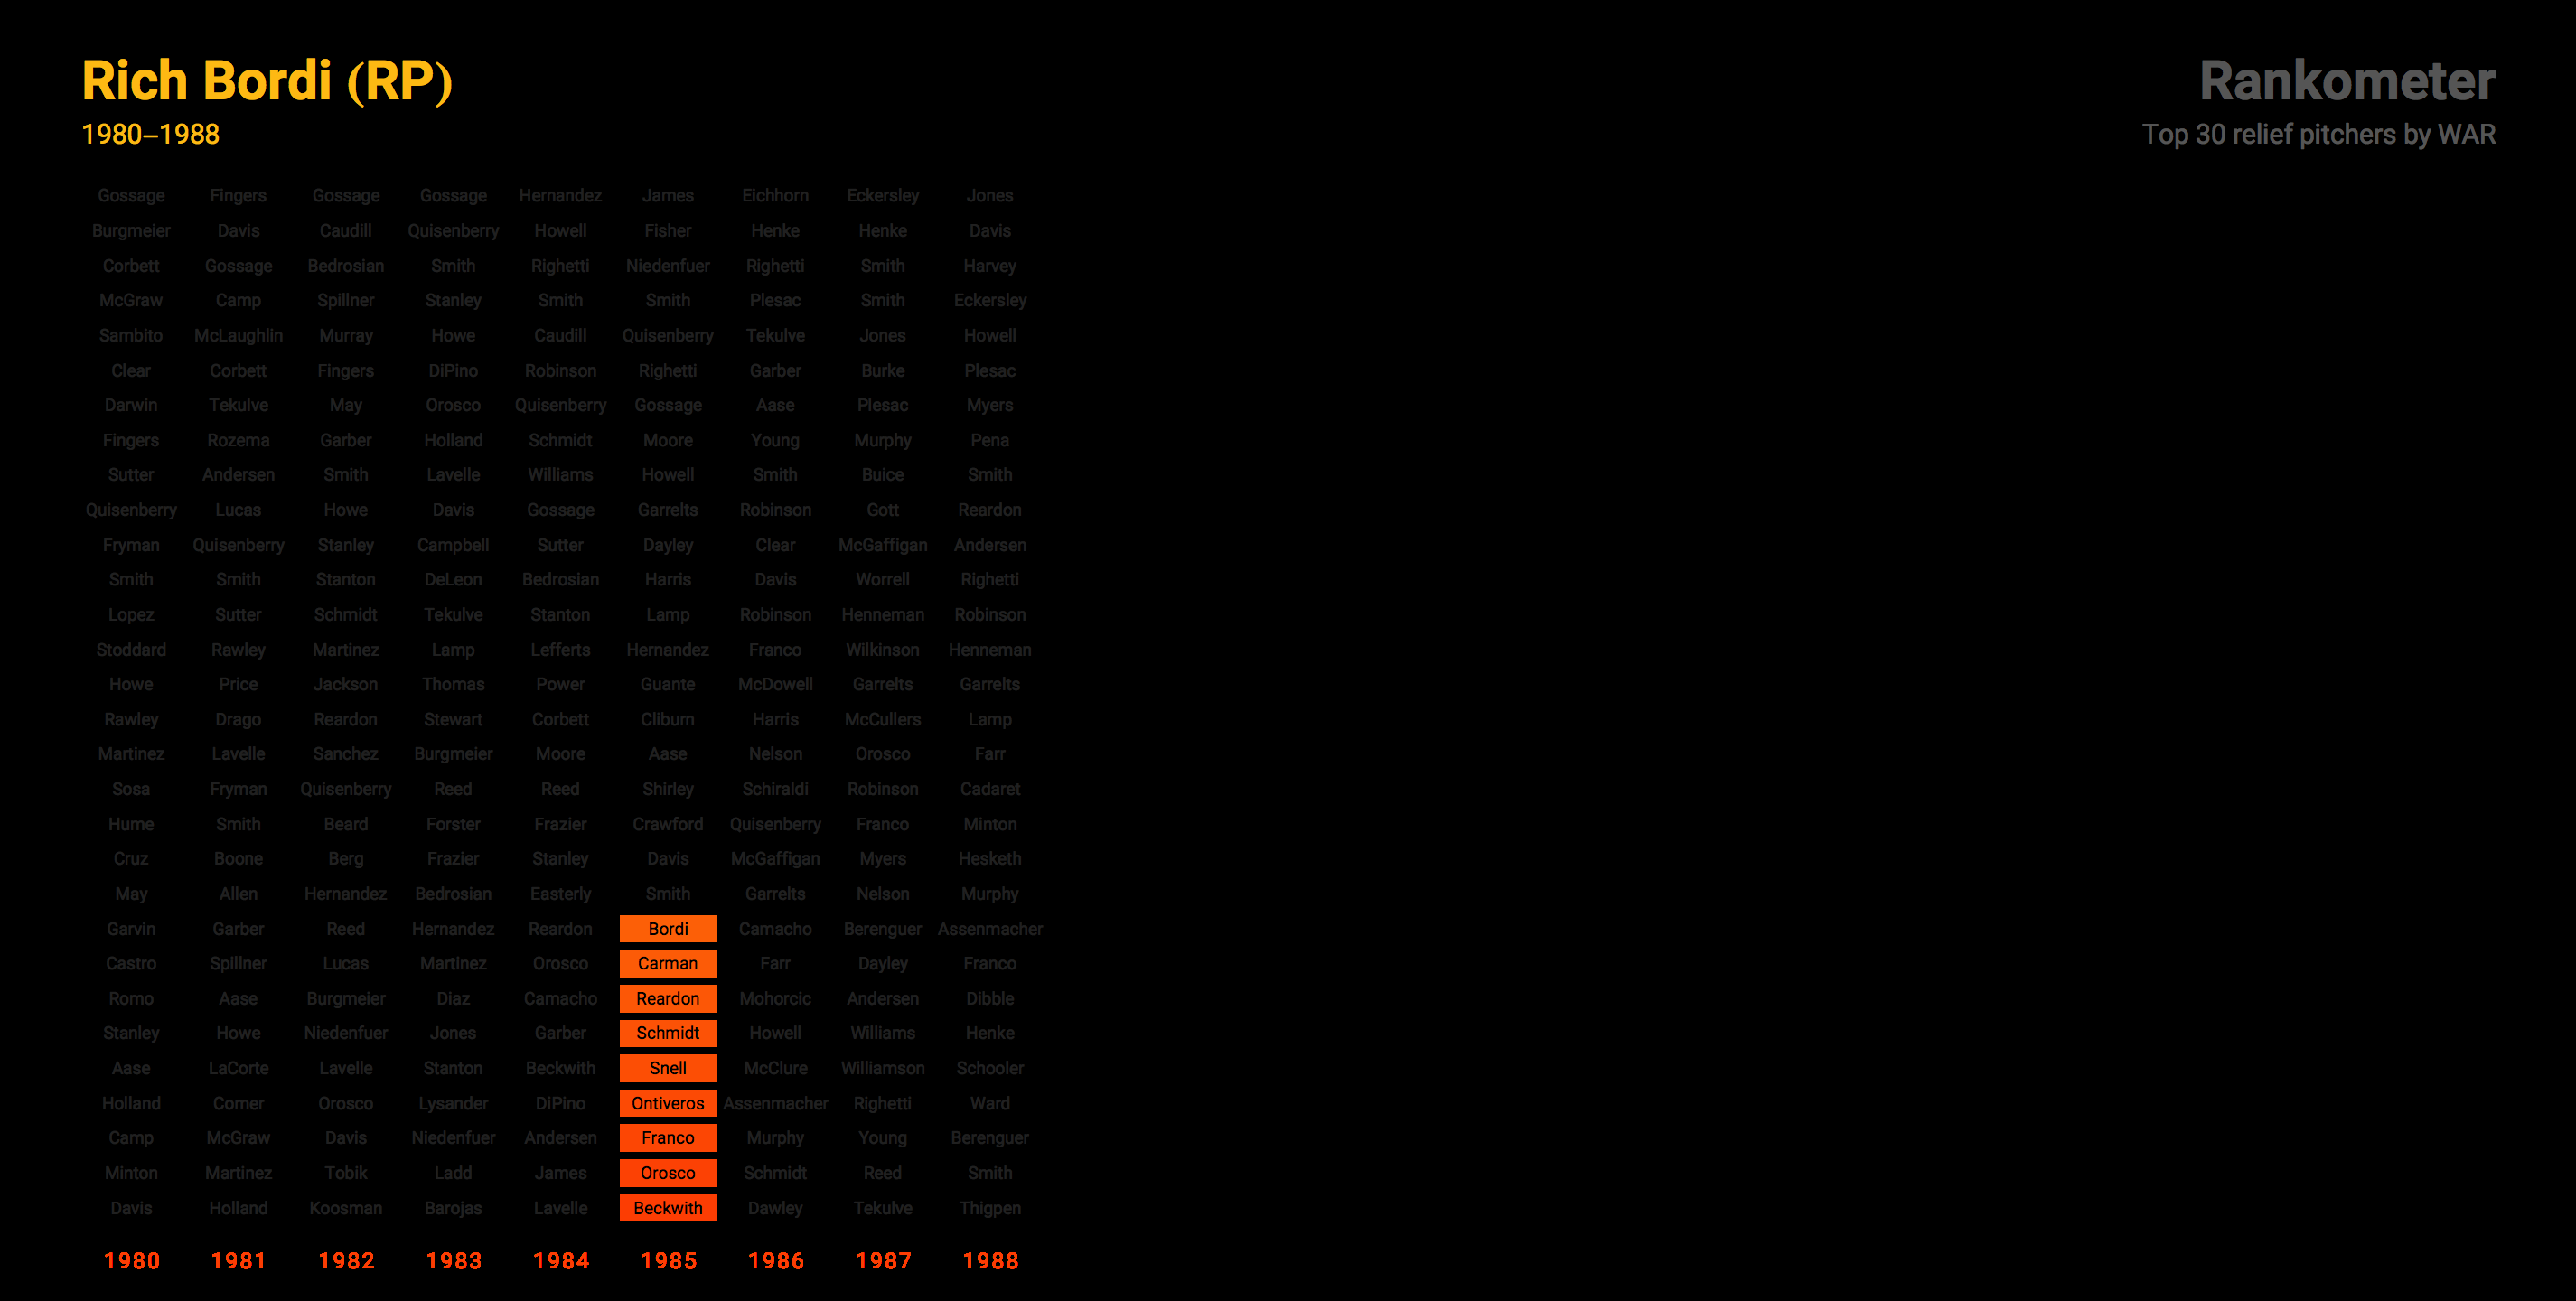 Rich Bordi (RP)
1980–1988
Rankometer
Top 30 relief pitchers by WAR
Gossage Fingers Gossage Gossage Hernandez James Eichhorn Eckersley Jones
Burgmeier Davis Caudill Quisenberry Howell Fisher Henke Henke Davis
Corbett Gossage Bedrosian Smith Righetti Niedenfuer Righetti Smith Harvey
McGraw Camp Spillner Stanley Smith Smith Plesac Smith Eckersley
Sambito McLaughlin Murray Howe Caudill Quisenberry Tekulve Jones Howell
Clear Corbett Fingers DiPino Robinson Righetti Garber Burke Plesac
Darwin Tekulve May Orosco Quisenberry Gossage Aase Plesac Myers
Fingers Rozema Garber Holland Schmidt Moore Young Murphy Pena
Sutter Andersen Smith Lavelle Williams Howell Smith Buice Smith
Quisenberry Lucas Howe Davis Gossage Garrelts Robinson Gott Reardon
Fryman Quisenberry Stanley Campbell Sutter Dayley Clear McGaffigan Andersen
Smith Smith Stanton DeLeon Bedrosian Harris Davis Worrell Righetti
Lopez Sutter Schmidt Tekulve Stanton Lamp Robinson Henneman Robinson
Stoddard Rawley Martinez Lamp Lefferts Hernandez Franco Wilkinson Henneman
Howe Price Jackson Thomas Power Guante McDowell Garrelts Garrelts
Rawley Drago Reardon Stewart Corbett Cliburn Harris McCullers Lamp
Martinez Lavelle Sanchez Burgmeier Moore Aase Nelson Orosco Farr
Sosa Fryman Quisenberry Reed Reed Shirley Schiraldi Robinson Cadaret
Hume Smith Beard Forster Frazier Crawford Quisenberry Franco Minton
Cruz Boone Berg Frazier Stanley Davis McGaffigan Myers Hesketh
May Allen Hernandez Bedrosian Easterly Smith Garrelts Nelson Murphy
Garvin Garber Reed Hernandez Reardon Bordi Camacho Berenguer Assenmacher
Castro Spillner Lucas Martinez Orosco Carman Farr Dayley Franco
Romo Aase Burgmeier Diaz Camacho Reardon Mohorcic Andersen Dibble
Stanley Howe Niedenfuer Jones Garber Schmidt Howell Williams Henke
Aase LaCorte Lavelle Stanton Beckwith Snell McClure Williamson Schooler
Holland Comer Orosco Lysander DiPino Ontiveros Assenmacher Righetti Ward
Camp McGraw Davis Niedenfuer Andersen Franco Murphy Young Berenguer
Minton Martinez Tobik Ladd James Orosco Schmidt Reed Smith
Davis Holland Koosman Barojas Lavelle Beckwith Dawley Tekulve Thigpen
1980 1981 1982 1983 1984 1985 1986 1987 1988